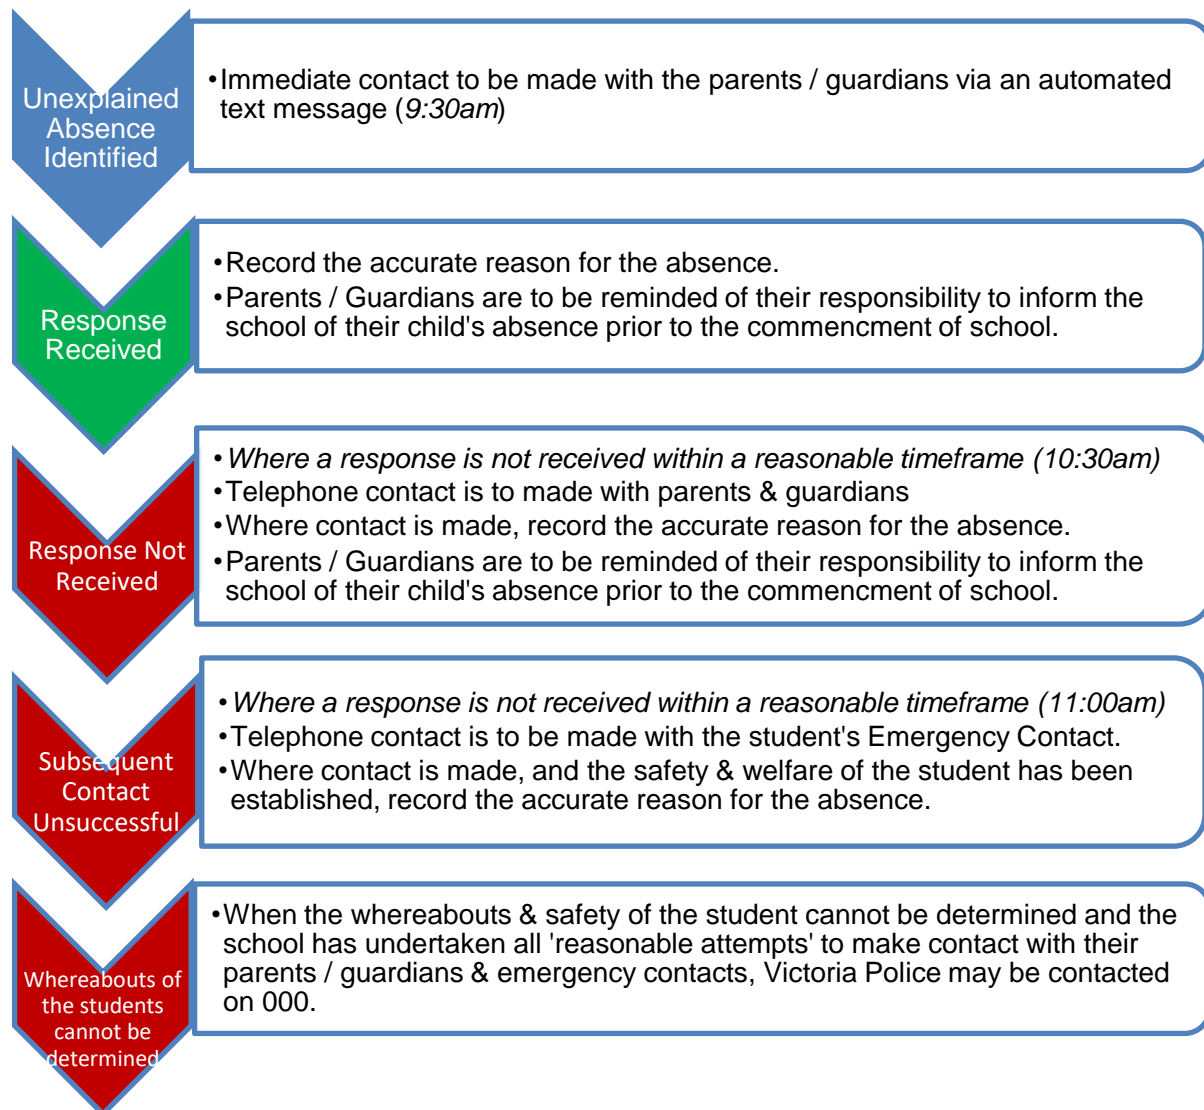 Unexplained
Absence
Identified
•Immediate contact to be made with the parents / guardians via an automated
text message (9:30am)
Response
Received
•Record the accurate reason for the absence.
•Parents / Guardians are to be reminded of their responsibility to inform the
school of their child's absence prior to the commencment of school.
Response Not
Received
•Where a response is not received within a reasonable timeframe (10:30am)
•Telephone contact is to made with parents & guardians
•Where contact is made, record the accurate reason for the absence.
•Parents / Guardians are to be reminded of their responsibility to inform the
school of their child's absence prior to the commencment of school.
Subsequent
Contact
Unsuccessful
•Where a response is not received within a reasonable timeframe (11:00am)
•Telephone contact is to be made with the student's Emergency Contact.
•Where contact is made, and the safety & welfare of the student has been
established, record the accurate reason for the absence.
Whereabouts of
the students
cannot be
determined
•When the whereabouts & safety of the student cannot be determined and the
school has undertaken all 'reasonable attempts' to make contact with their
parents / guardians & emergency contacts, Victoria Police may be contacted
on 000.